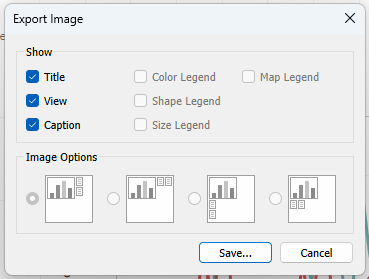 Export Image
Show
Title
Color Legend
Map Legend
View
Shape Legend
Caption
Size Legend
Image Options
Save...
Cancel